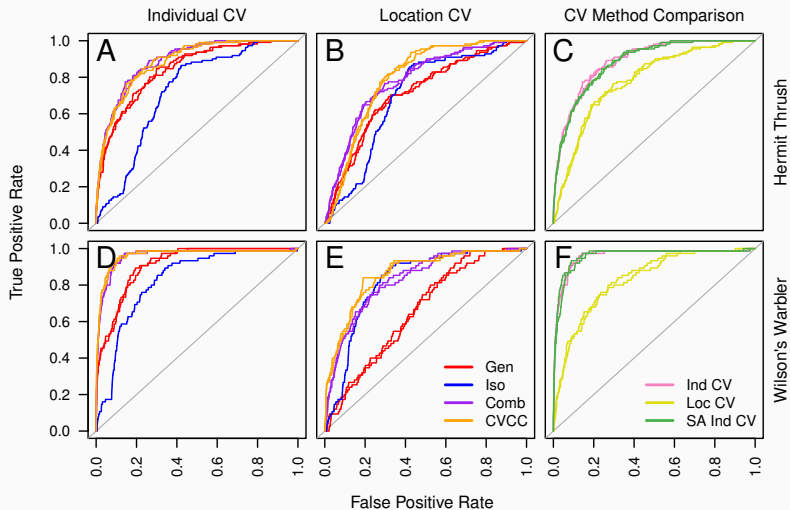 Individual CV
Location CV
CV Method Comparison
A
B
C
1.0
0.8
0.6
0.4
0.2
0.0
Hermit Thrush
True Positive Rate
D
E
F
1.0
0.8
0.6
0.4
0.2
0.0
Wilson's Warbler
Gen
Iso
Comb
CVCC
Ind CV
Loc CV
SA Ind CV
0.0 0.2 0.4 0.6 0.8 1.0
0.0 0.2 0.4 0.6 0.8 1.0
0.0 0.2 0.4 0.6 0.8 1.0
False Positive Rate